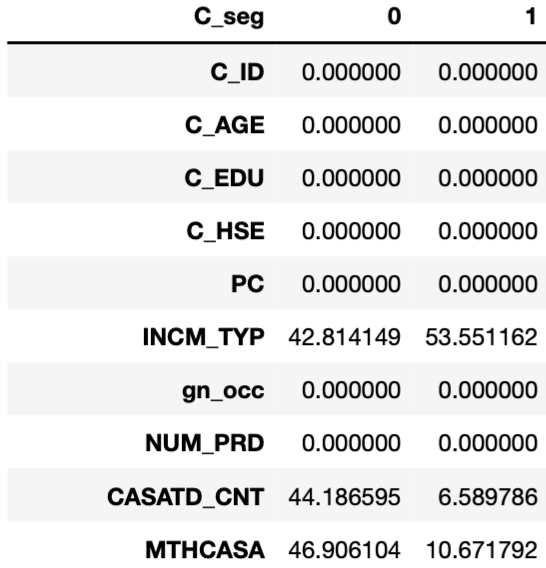 C_seg 0 1
C_ID 0.000000 0.000000
C_AGE 0.000000 0.000000
C_EDU 0.000000 0.000000
C_HSE 0.000000 0.000000
PC 0.000000 0.000000
INCM_TYP 42.814149 53.551162
gn_occ 0.000000 0.000000
NUM_PRD 0.000000 0.000000
CASATD_CNT 44.186595 6.589786
MTHCASA 46.906104 10.671792